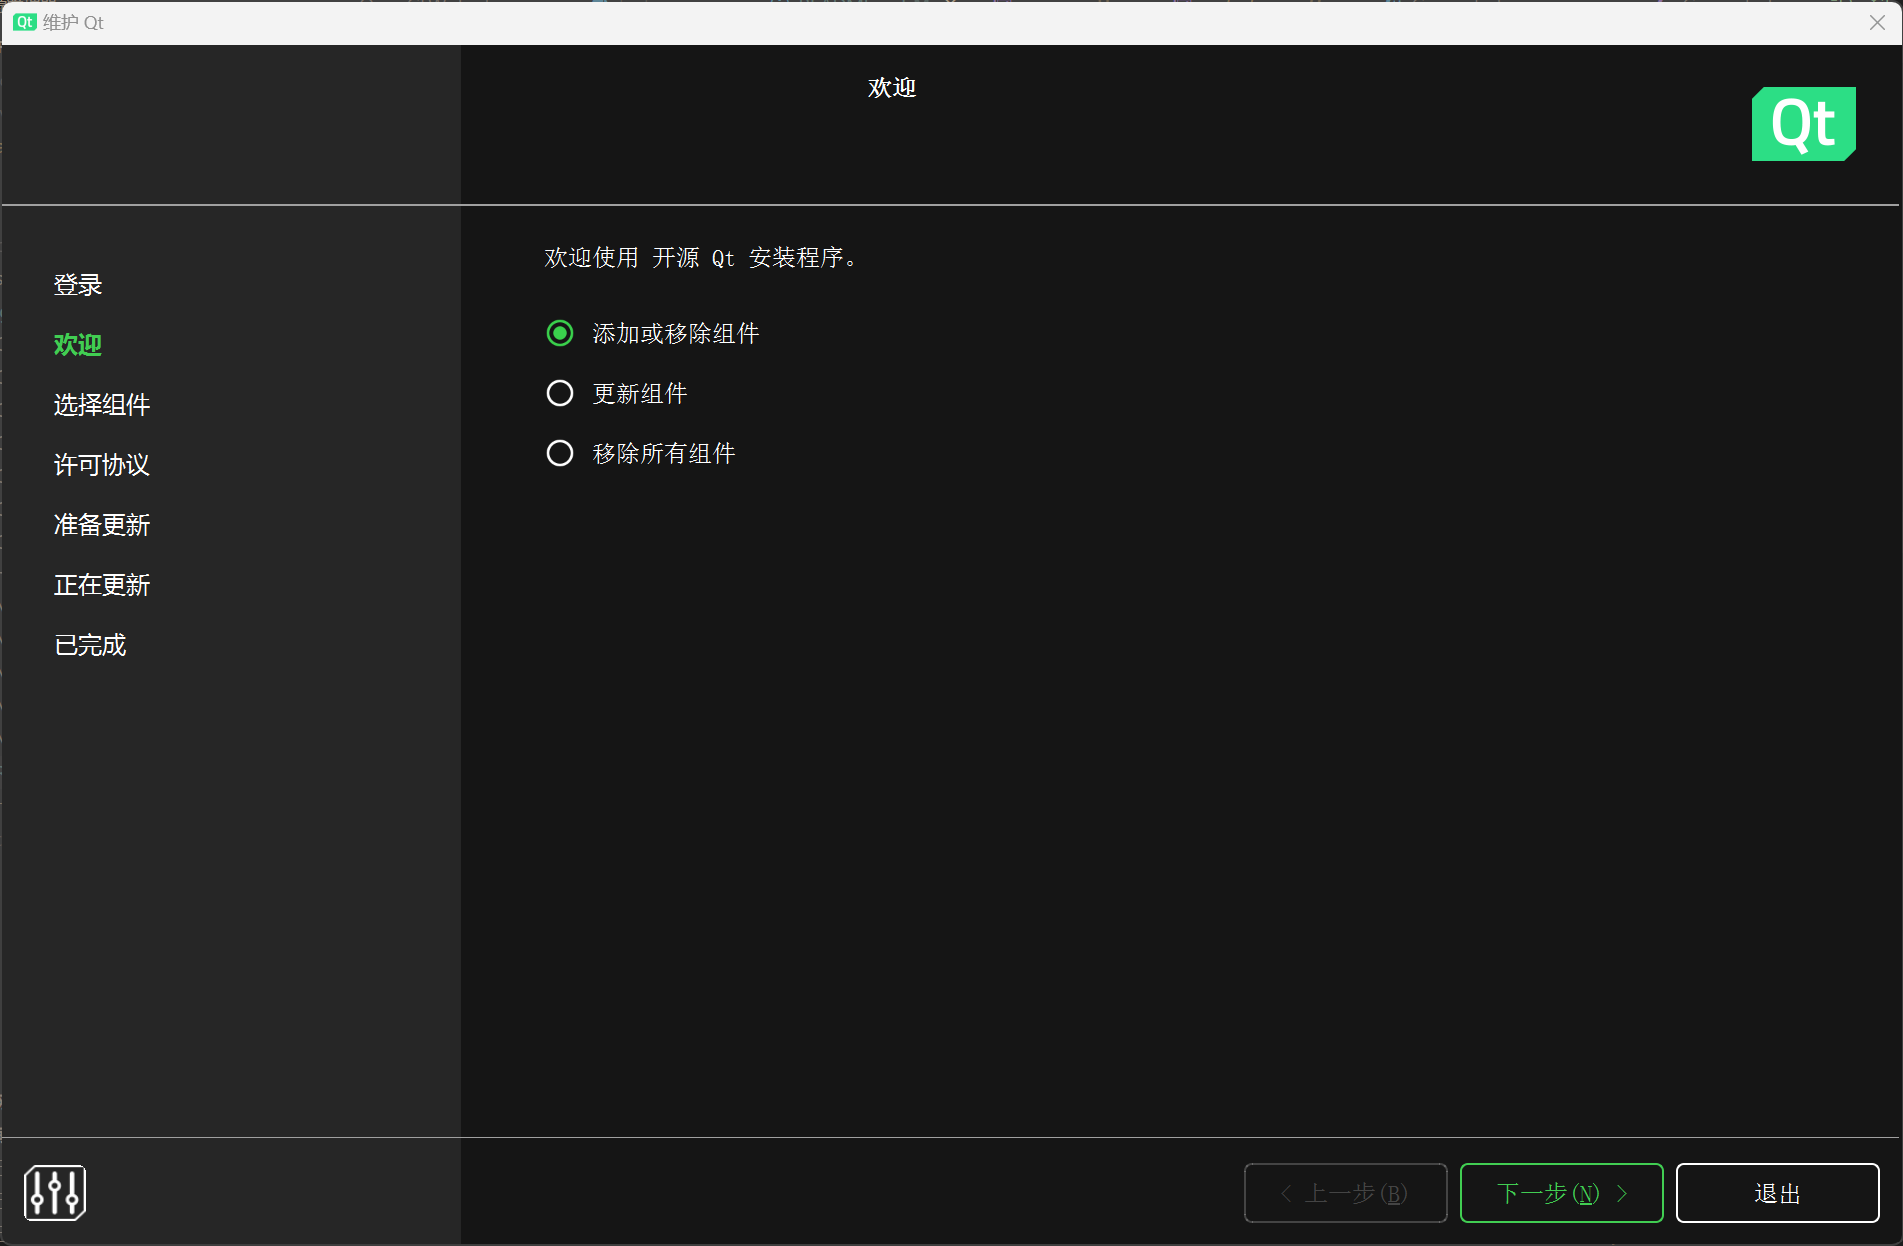 Qt 维护 Qt
欢迎
Qt
登录
欢迎
选择组件
许可协议
准备更新
正在更新
已完成
欢迎使用 开源 Qt 安装程序。
添加或移除组件
更新组件
移除所有组件
< 上一步(B)
下一步(N) >
退出